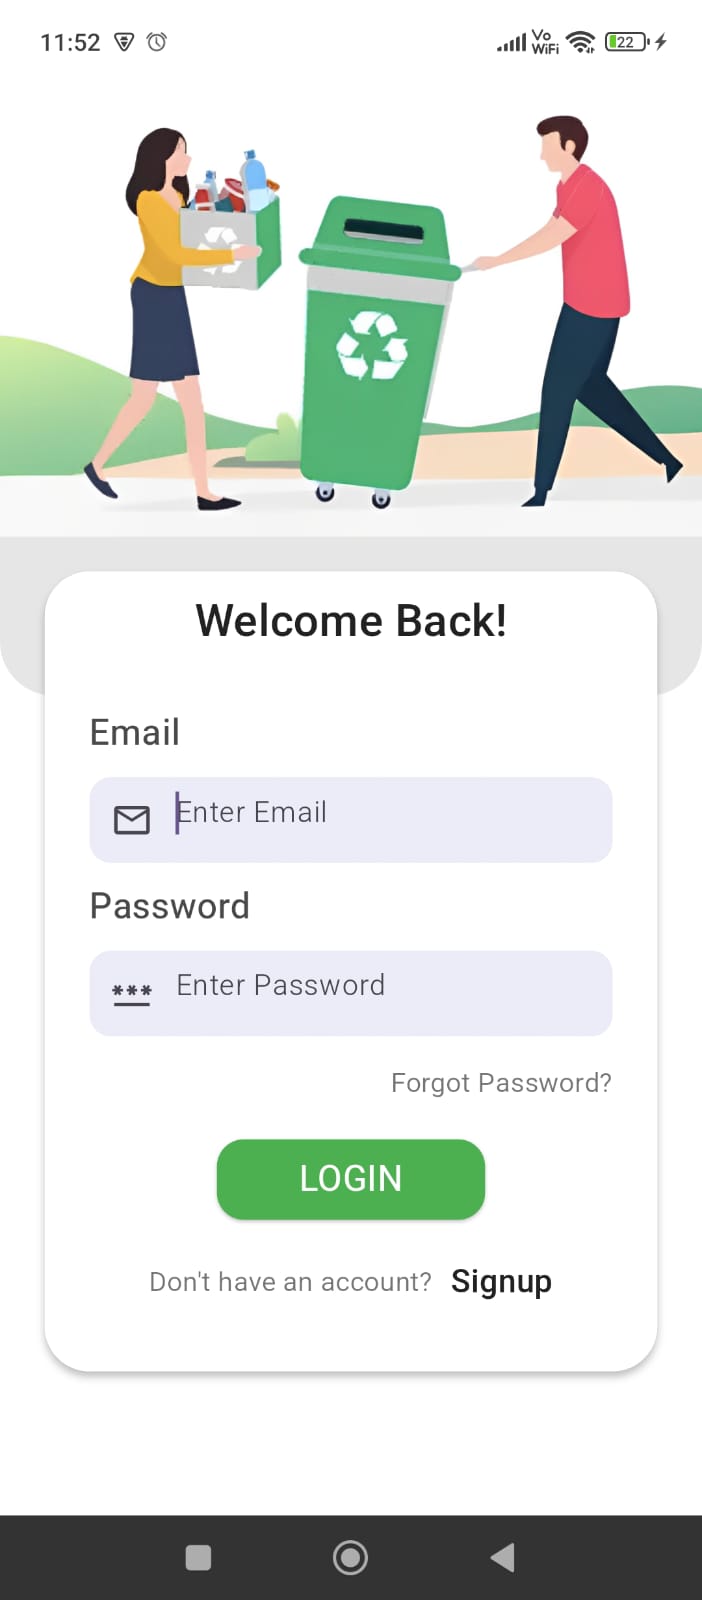 11:52
Vo
WiFi
22
Welcome Back!
Email
Enter Email
Password
*** Enter Password
Forgot Password?
LOGIN
Don't have an account? Signup